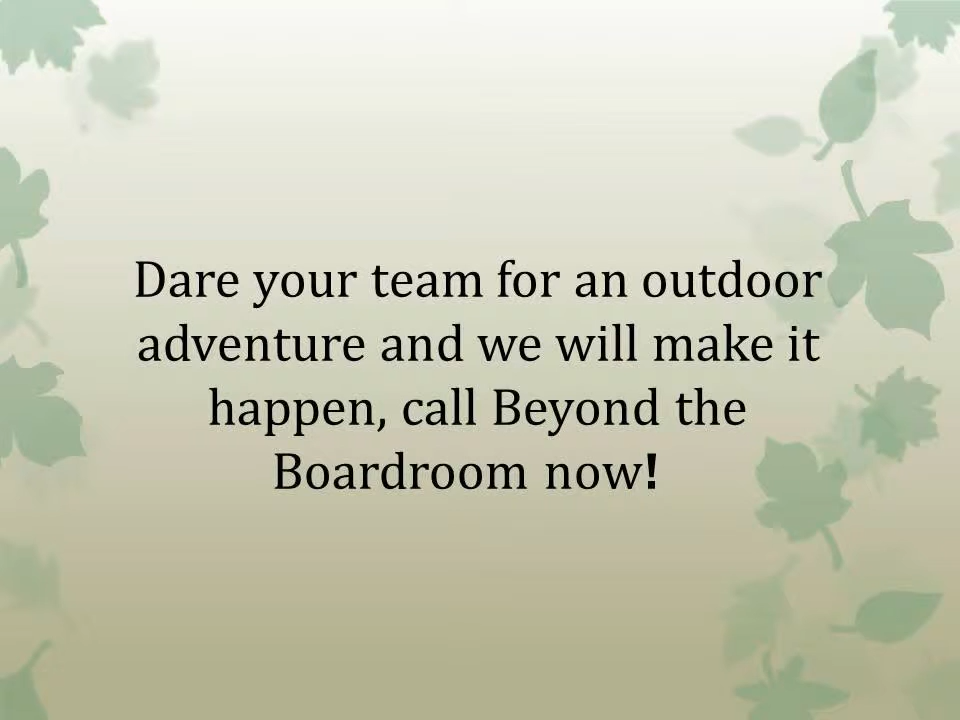 Dare your team for an outdoor
adventure and we will make it
happen, call Beyond the
Boardroom now!